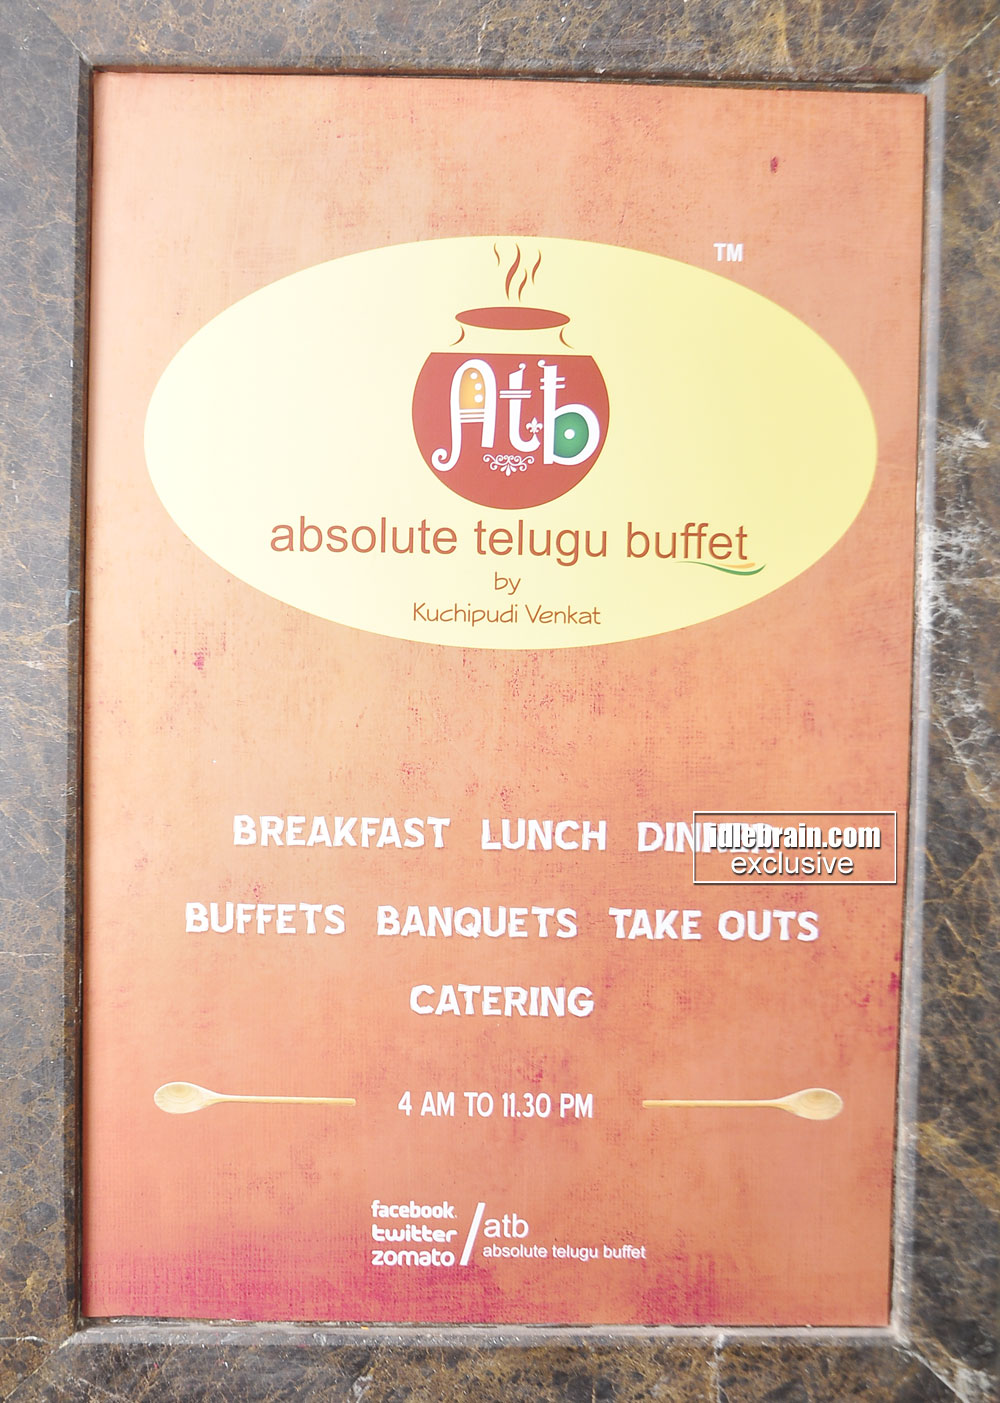 TM
Atb
absolute telugu buffet
by
Kuchipudi Venkat
BREAKFAST LUNCH DINNER
idlebrain.com
exclusive
BUFFETS BANQUETS TAKE OUTS
CATERING
4 AM TO 11.30 PM
facebook
twitter
zomato
/atb
absolute telugu buffet